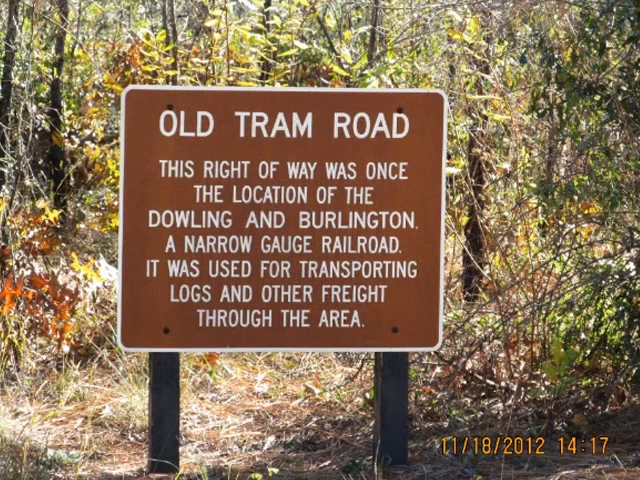 OLD TRAM ROAD
THIS RIGHT OF WAY WAS ONCE
THE LOCATION OF THE
DOWLING AND BURLINGTON,
A NARROW GAUGE RAILROAD.
IT WAS USED FOR TRANSPORTING
LOGS AND OTHER FREIGHT
THROUGH THE AREA.
11/18/2012 14:17